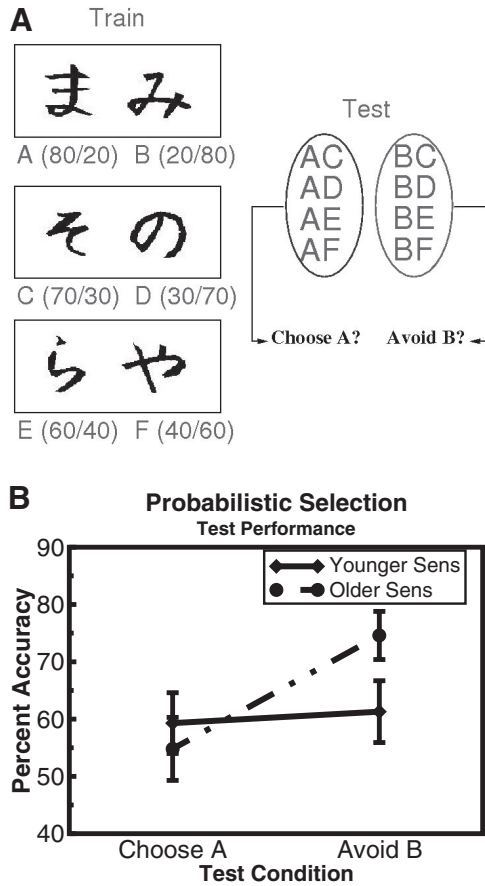 A
Train
まみ
A (80/20) B (20/80)
その
C (70/30) D (30/70)
らや
E (60/40) F (40/60)
Test
AC
AD
AE
AF
BC
BD
BE
BF
Choose A? Avoid B?
B
Probabilistic Selection
Test Performance
Younger Sens
Older Sens
Percent Accuracy
90
80
70
60
50
40
Choose A Avoid B
Test Condition